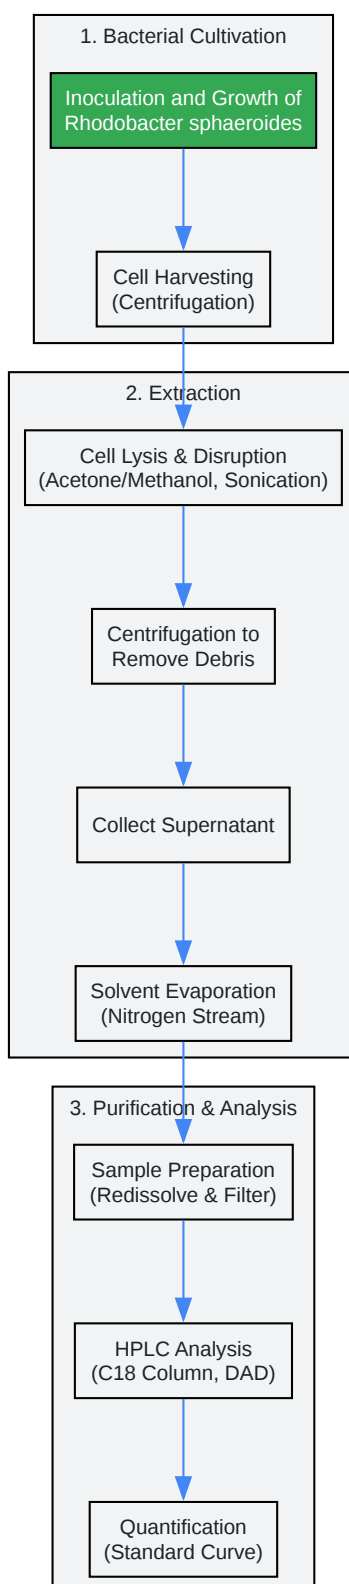 1. Bacterial Cultivation
Inoculation and Growth of
Rhodobacter sphaeroides
Cell Harvesting
(Centrifugation)
2. Extraction
Cell Lysis & Disruption
(Acetone/Methanol, Sonication)
Centrifugation to
Remove Debris
Collect Supernatant
Solvent Evaporation
(Nitrogen Stream)
3. Purification & Analysis
Sample Preparation
(Redissolve & Filter)
HPLC Analysis
(C18 Column, DAD)
Quantification
(Standard Curve)